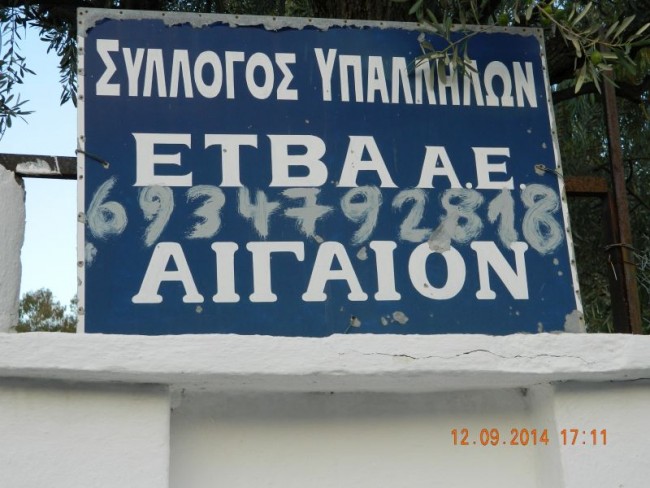 ΣΥΛΛΟΓΟΣ ΥΠΑΛΛΗΛΩΝ
ΕΤΒΑ Α.Ε.
6934792818
ΑΙΓΑΙΟΝ
12.09.2014 17:11